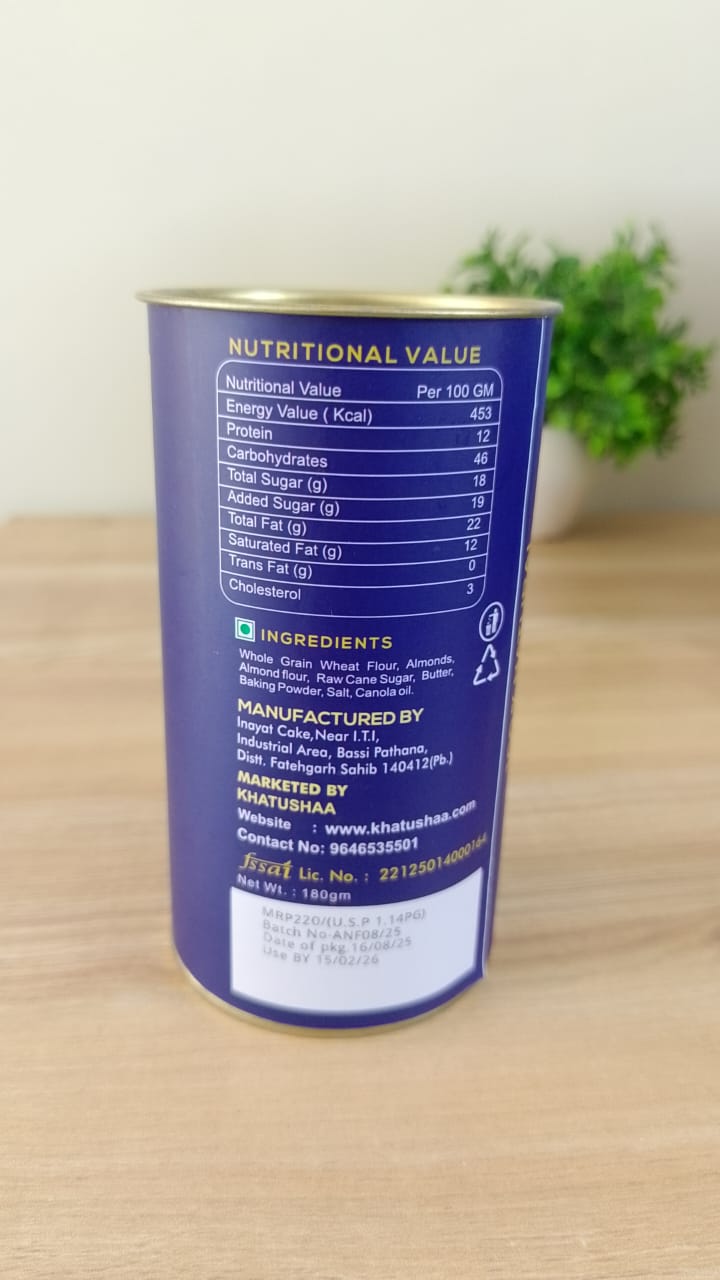 NUTRITIONAL VALUE
Nutritional Value Per 100 GM
Energy Value ( Kcal) 453
Protein 12
Carbohydrates 46
Total Sugar (g) 18
Added Sugar (g) 19
Total Fat (g) 22
Saturated Fat (g) 12
Trans Fat (g) 0
Cholesterol 3
INGREDIENTS
Whole Grain Wheat Flour, Almonds,
Almond flour, Raw Cane Sugar, Butter,
Baking Powder, Salt, Canola oil.
MANUFACTURED BY
Inayat Cake,Near I.T.I,
Industrial Area, Bassi Pathana,
Distt. Fatehgarh Sahib 140412(Pb.)
MARKETED BY
KHATUSHAA
Website : www.khatushaa.com
Contact No: 9646535501
fssai Lic. No. : 22125014000164
Net Wt. : 180gm
MRP220/(U.S.P 1.14PG)
Batch No-ANF08/25
Date of pkg 16/08/25
Use BY 15/02/26